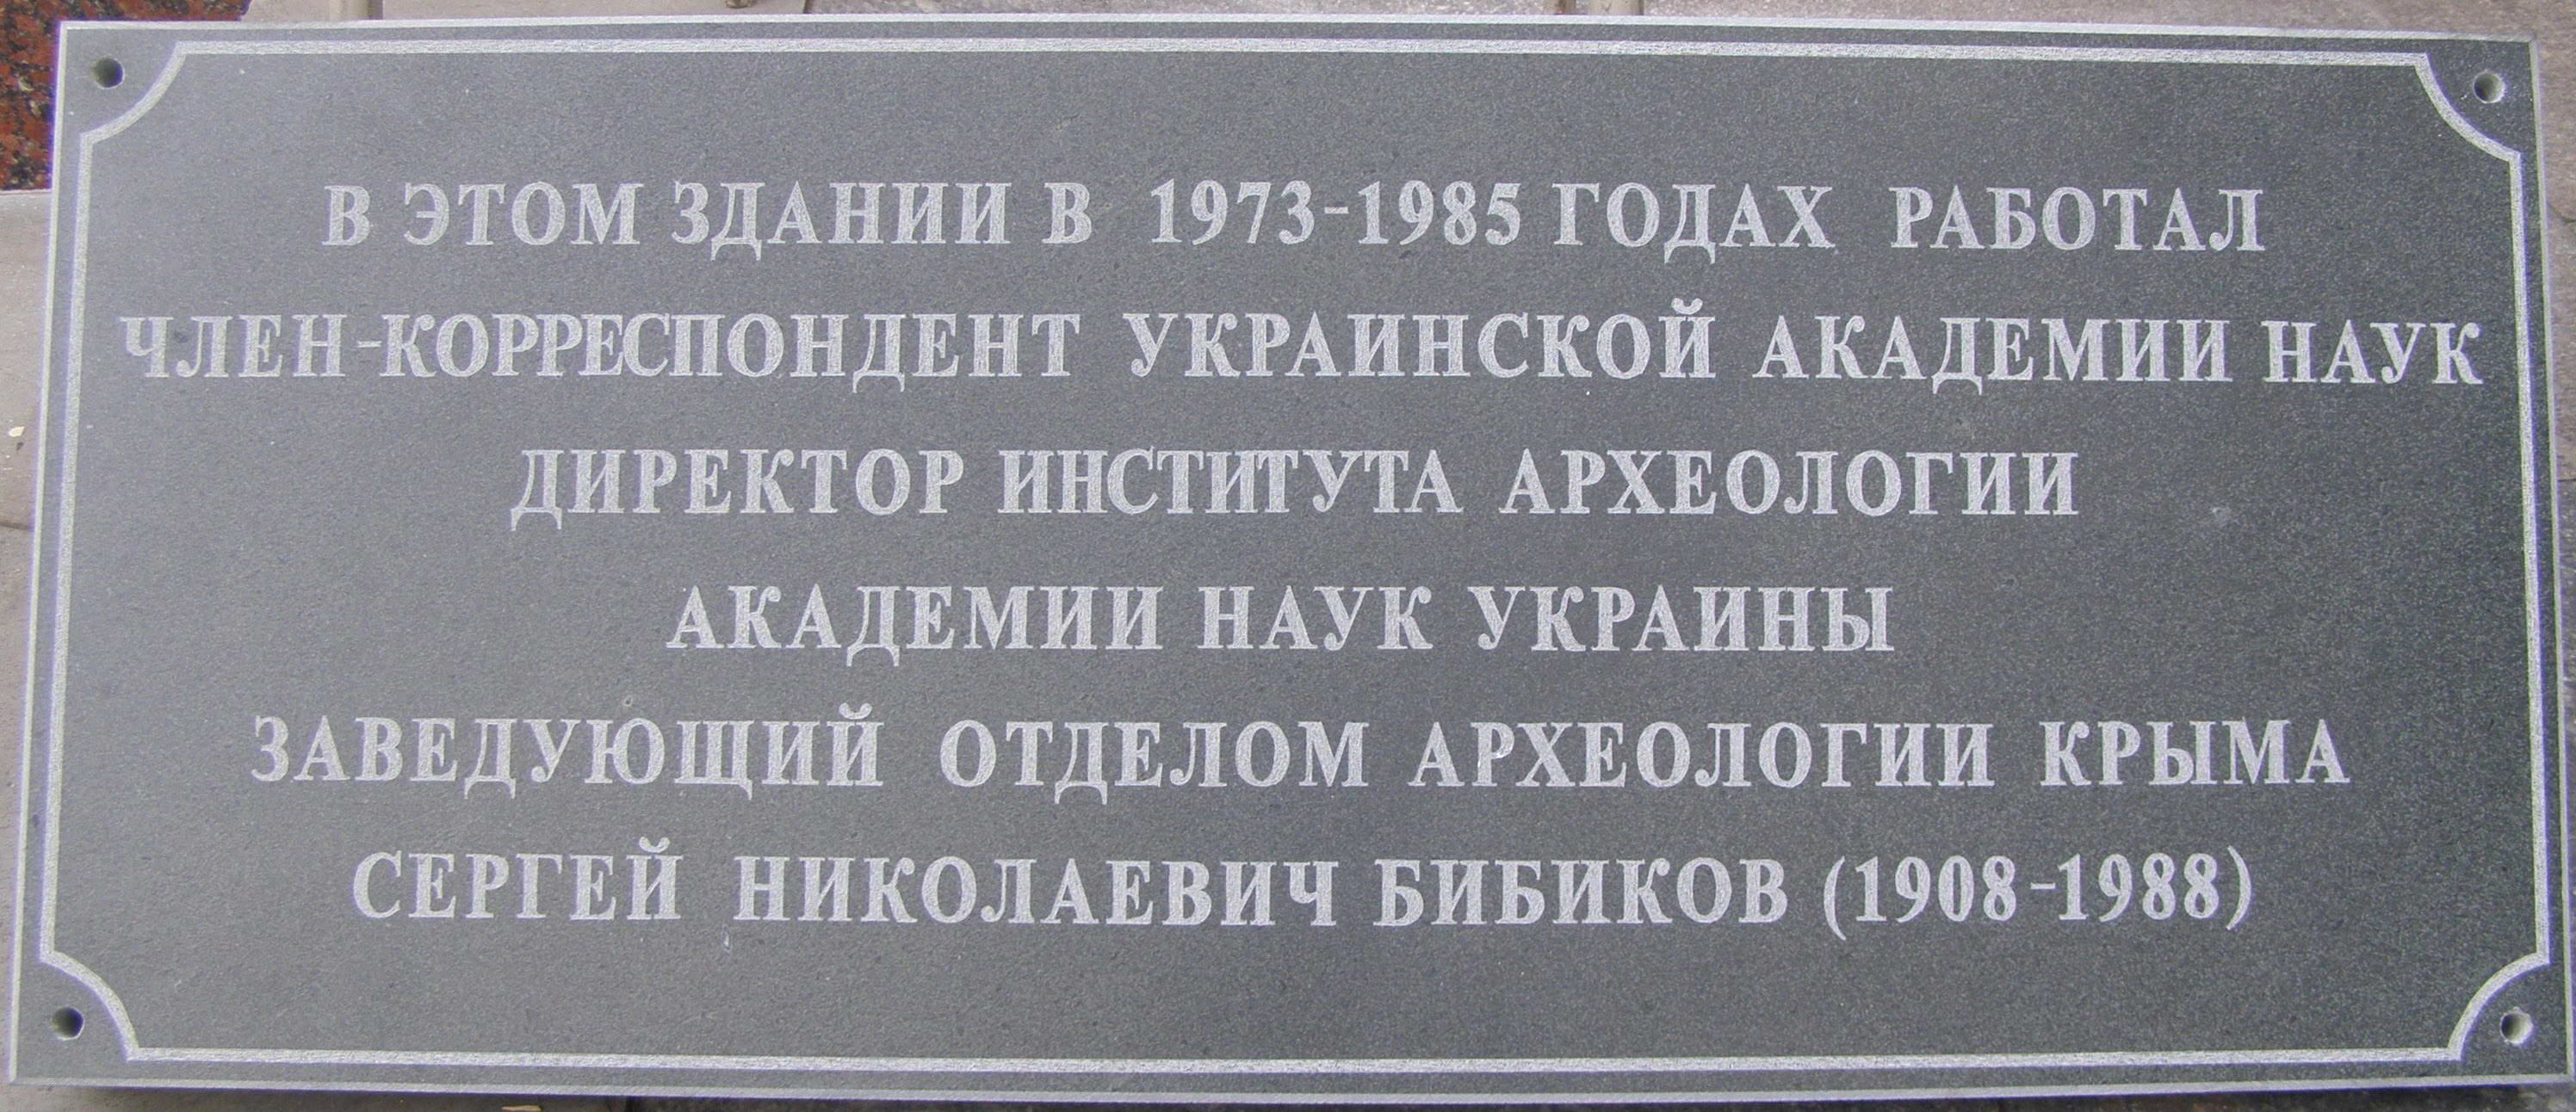 В ЭТОМ ЗДАНИИ В 1973-1985 ГОДАХ РАБОТАЛ
ЧЛЕН-КОРРЕСПОНДЕНТ УКРАИНСКОЙ АКАДЕМИИ НАУК
ДИРЕКТОР ИНСТИТУТА АРХЕОЛОГИИ
АКАДЕМИИ НАУК УКРАИНЫ
ЗАВЕДУЮЩИЙ ОТДЕЛОМ АРХЕОЛОГИИ КРЫМА
СЕРГЕЙ НИКОЛАЕВИЧ БИБИКОВ (1908-1988)